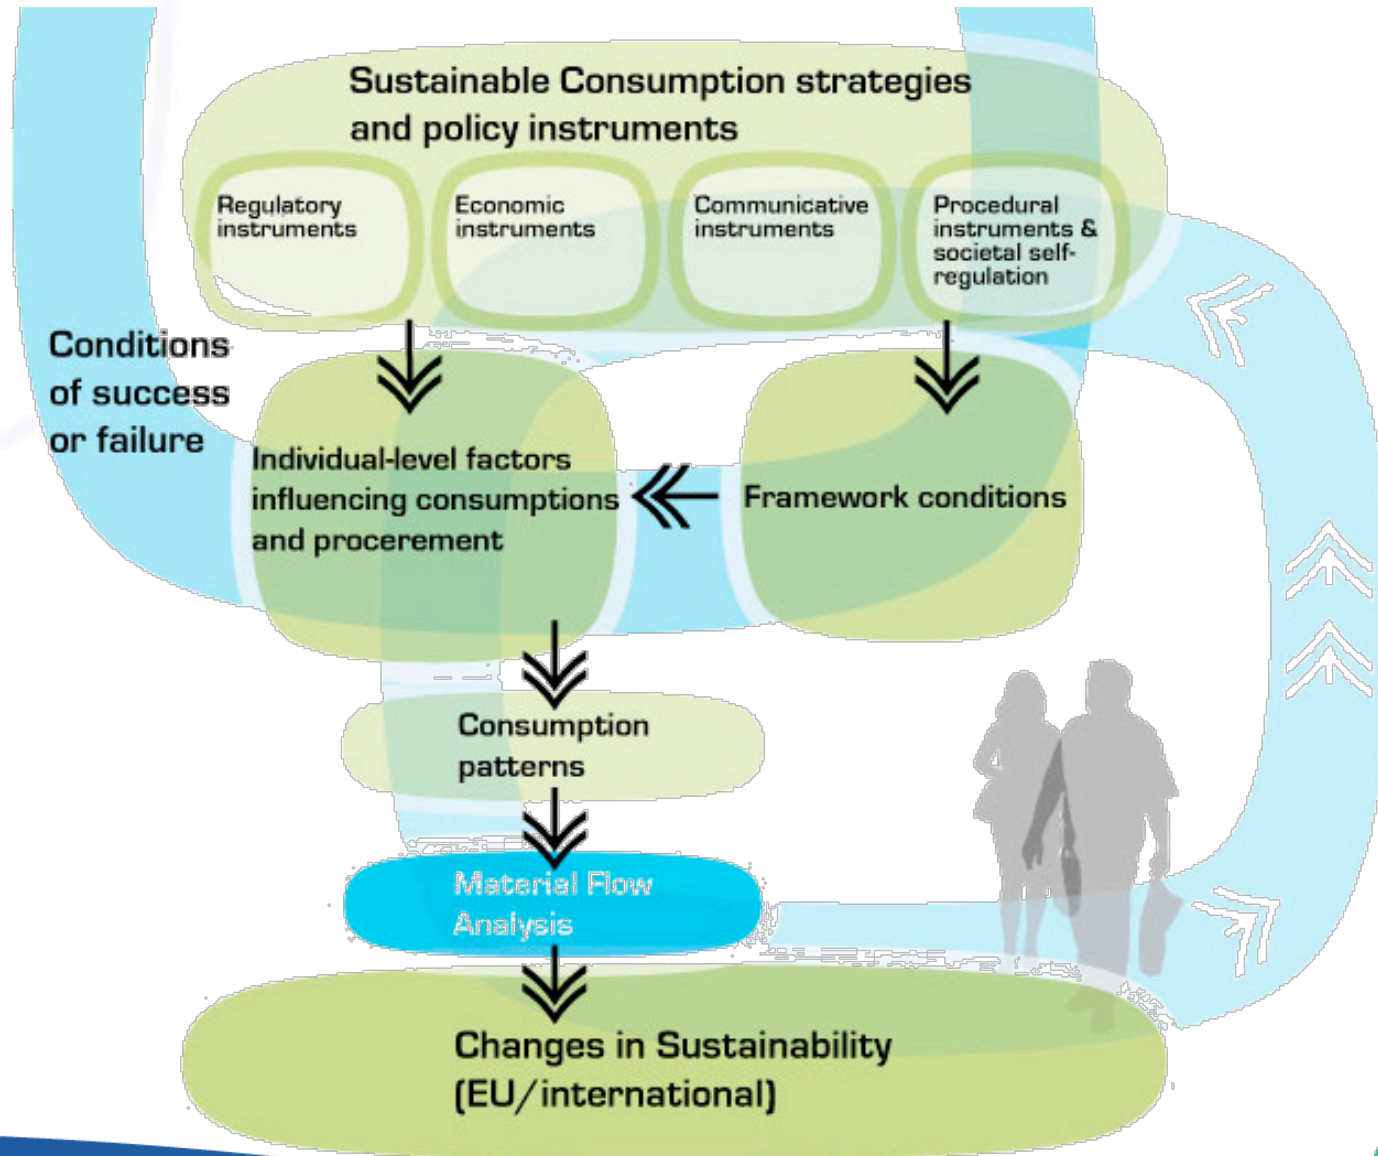 Sustainable Consumption strategies
and policy instruments
Regulatory
instruments
Economic
instruments
Communicative
instruments
Procedural
instruments &
societal self-
regulation
Conditions
of success
or failure
Individual-level factors
influencing consumptions
and procerement
Framework conditions
Consumption
patterns
Material Flow
Analysis
Changes in Sustainability
(EU/international)